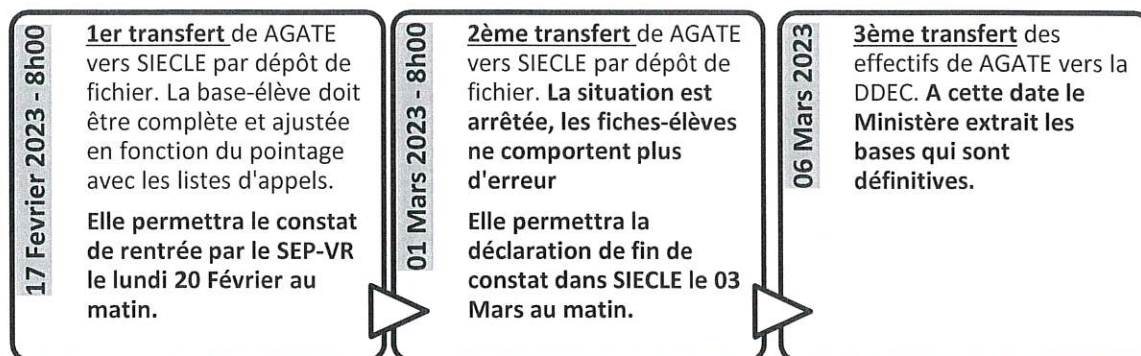 17 Fevrier 2023 - 8h00
1er transfert de AGATE
vers SIECLE par dépôt de
fichier. La base-élève doit
être complète et ajustée
en fonction du pointage
avec les listes d'appels.
Elle permettra le constat
de rentrée par le SEP-VR
le lundi 20 Février au
matin.
01 Mars 2023 - 8h00
2ème transfert de AGATE
vers SIECLE par dépôt de
fichier. La situation est
arrêtée, les fiches-élèves
ne comportent plus
d'erreur
Elle permettra la
déclaration de fin de
constat dans SIECLE le 03
Mars au matin.
06 Mars 2023
3ème transfert des
effectifs de AGATE vers la
DDEC. A cette date le
Ministère extrait les
bases qui sont
définitives.